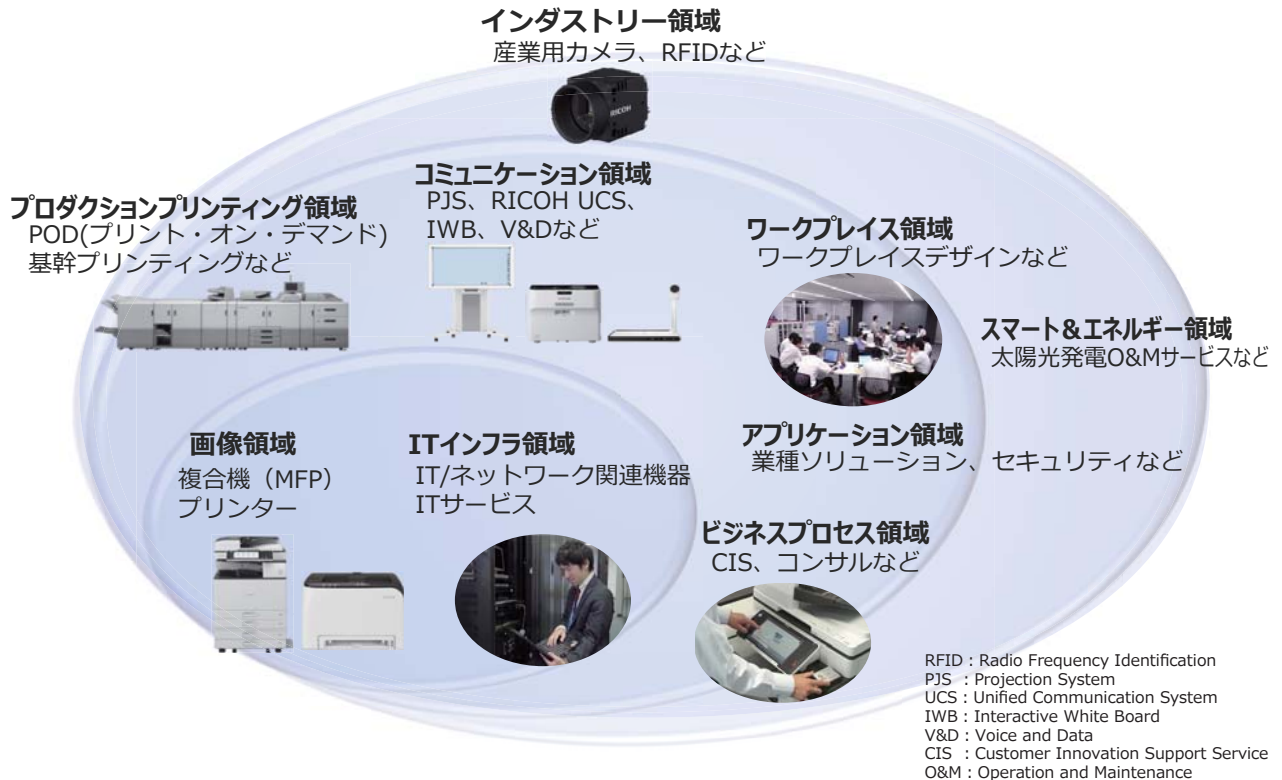 インダストリー領域
産業用カメラ、RFIDなど
RICOH
コミュニケーション領域
PJS、RICOH UCS、
IWB、V&Dなど
プロダクションプリンティング領域
POD(プリント・オン・デマンド)
基幹プリンティングなど
ワークプレイス領域
ワークプレイスデザインなど
スマート&エネルギー領域
太陽光発電O&Mサービスなど
画像領域
複合機（MFP）
プリンター
ITインフラ領域
IT/ネットワーク関連機器
ITサービス
アプリケーション領域
業種ソリューション、セキュリティなど
ビジネスプロセス領域
CIS、コンサルなど
RFID : Radio Frequency Identification
PJS : Projection System
UCS : Unified Communication System
IWB : Interactive White Board
V&D : Voice and Data
CIS : Customer Innovation Support Service
O&M : Operation and Maintenance